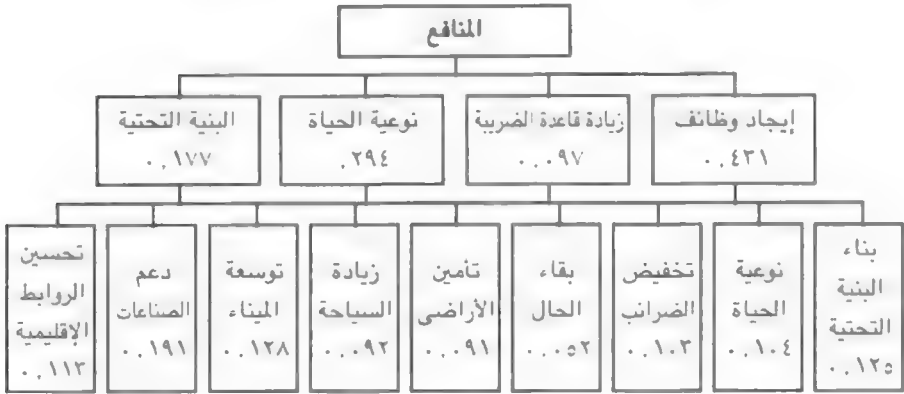 المنافع
إيجاد وظائف
٠,٤٣١
زيادة قاعدة الضريبة
٠,٠٩٧
نوعية الحياة
٠,٢٩٤
البنية التحتية
٠,١٧٧
بناء
البنية
التحتية
٠,١٢٥
نوعية
الحياة
٠,١٠٤
تخفيض
الضرائب
٠,١٠٣
بقاء
الحال
٠,٠٥٢
تأمين
الأراضى
٠,٠٩١
زيادة
السياحة
٠,٠٩٢
توسعة
الميناء
٠,١٢٨
دعم
الصناعات
٠,١٩١
تحسين
الروابط
الإقليمية
٠,١١٣